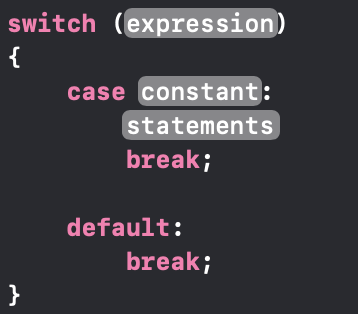 switch (expression)
{
    case constant:
        statements
        break;

    default:
        break;
}